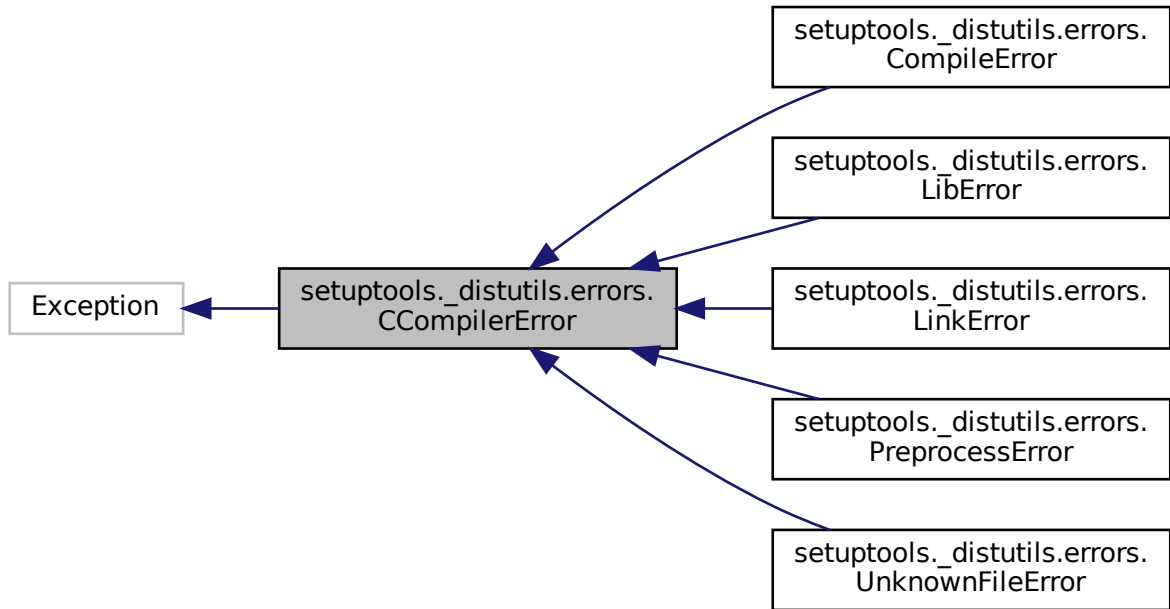 Exception
setuptools._distutils.errors.
CCompilerError
setuptools._distutils.errors.
CompileError
setuptools._distutils.errors.
LibError
setuptools._distutils.errors.
LinkError
setuptools._distutils.errors.
PreprocessError
setuptools._distutils.errors.
UnknownFileError